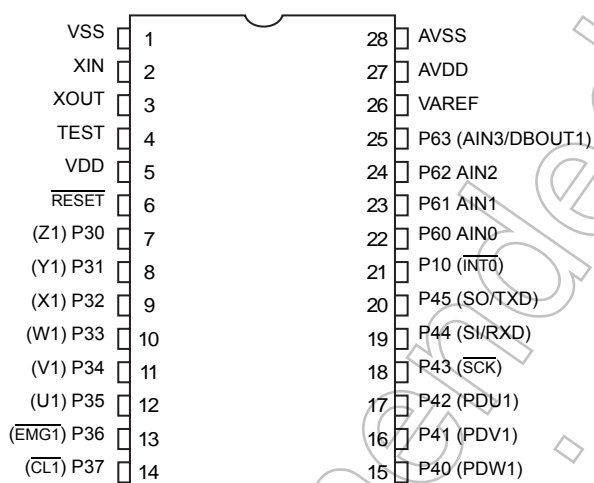 VSS 1 28 AVSS
XIN 2 27 AVDD
XOUT 3 26 VAREF
TEST 4 25 P63 (AIN3/DBOUT1)
VDD 5 24 P62 AIN2
RESET 6 23 P61 AIN1
(Z1) P30 7 22 P60 AIN0
(Y1) P31 8 21 P10 (INT0)
(X1) P32 9 20 P45 (SO/TXD)
(W1) P33 10 19 P44 (SI/RXD)
(V1) P34 11 18 P43 (SCK)
(U1) P35 12 17 P42 (PDU1)
(EMG1) P36 13 16 P41 (PDV1)
(CL1) P37 14 15 P40 (PDW1)